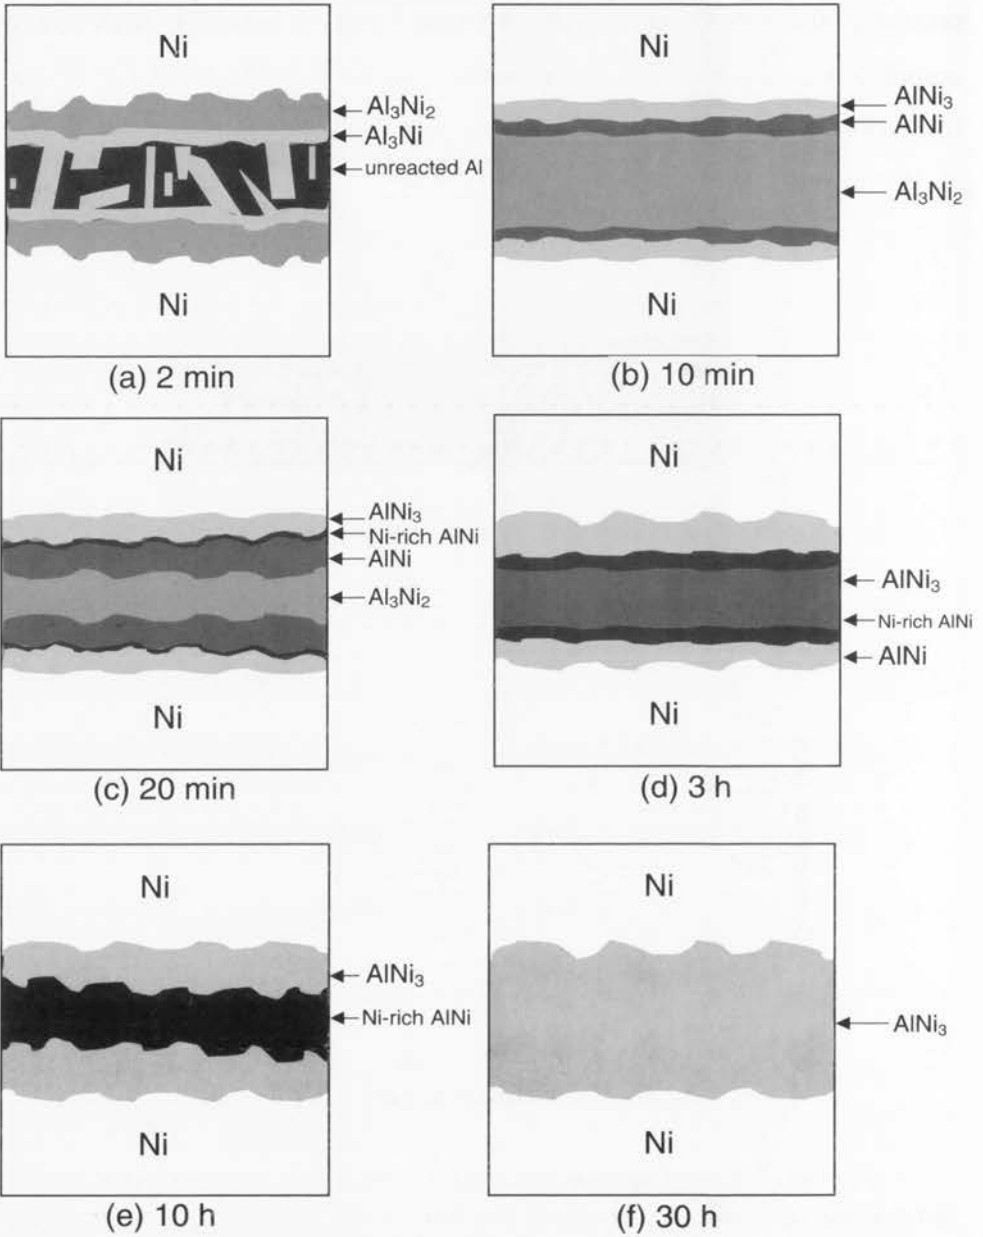 Ni
Al₃Ni₂
Al₃Ni
unreacted Al
Ni
(a) 2 min
Ni
AlNi₃
AlNi
Al₃Ni₂
Ni
(b) 10 min
Ni
AlNi₃
Ni-rich AlNi
AlNi
Al₃Ni₂
Ni
(c) 20 min
Ni
AlNi₃
Ni-rich AlNi
AlNi
Ni
(d) 3 h
Ni
AlNi₃
Ni-rich AlNi
Ni
(e) 10 h
Ni
AlNi₃
Ni
(f) 30 h